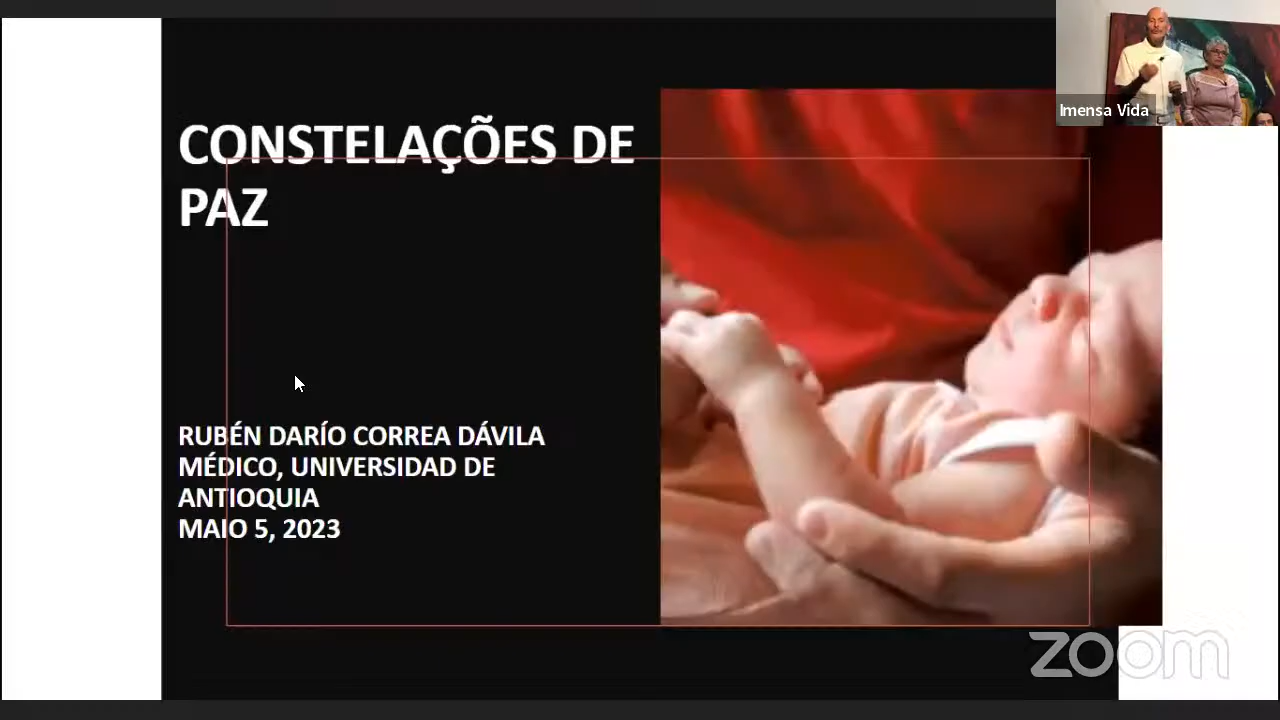 Imensa Vida
CONSTELAÇÕES DE
PAZ
RUBÉN DARÍO CORREA DÁVILA
MÉDICO, UNIVERSIDAD DE
ANTIOQUIA
MAIO 5, 2023
zoom